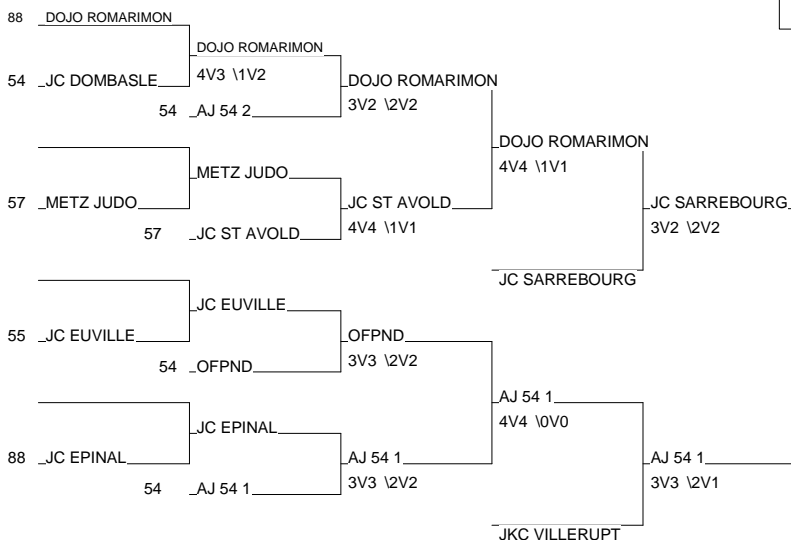 88 DOJO ROMARIMON
DOJO ROMARIMON
4V3 \1V2
54 JC DOMBASLE
DOJO ROMARIMON
3V2 \2V2
54 AJ 54 2
DOJO ROMARIMON
4V4 \1V1
METZ JUDO
57 METZ JUDO
JC ST AVOLD
4V4 \1V1
57 JC ST AVOLD
JC SARREBOURG
3V2 \2V2
JC SARREBOURG
JC EUVILLE
55 JC EUVILLE
OFPND
3V3 \2V2
54 OFPND
AJ 54 1
4V4 \0V0
JC EPINAL
88 JC EPINAL
AJ 54 1
3V3 \2V2
54 AJ 54 1
AJ 54 1
3V3 \2V1
JKC VILLERUPT